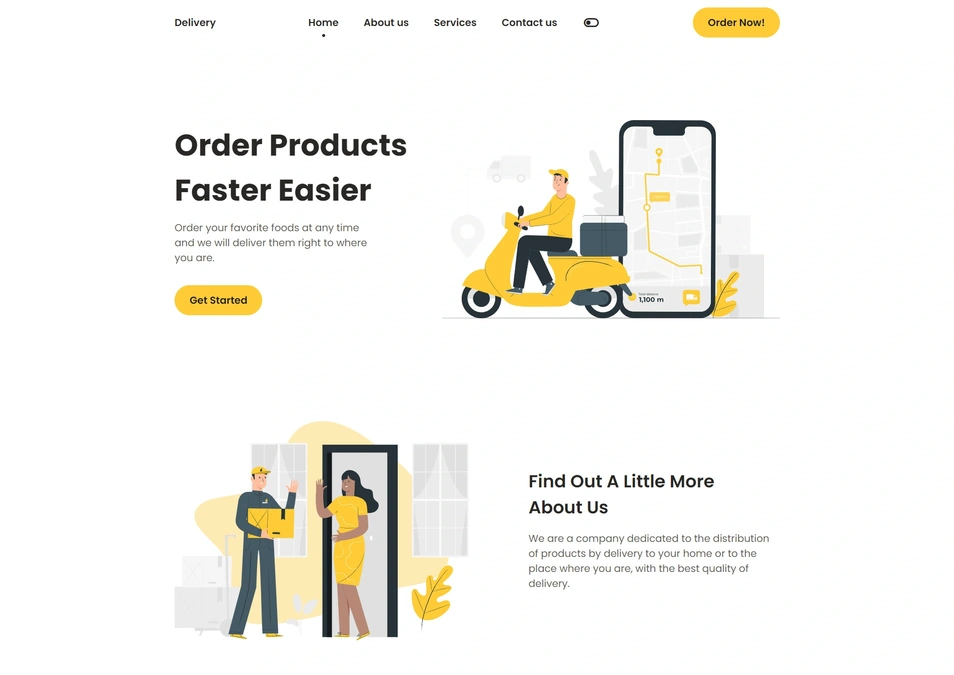 Delivery
Home
About us
Services
Contact us
Order Now!
Order Products
Faster Easier
Order your favorite foods at any time
and we will deliver them right to where
you are.
Get Started
Total distance
1,100 m
Find Out A Little More
About Us
We are a company dedicated to the distribution
of products by delivery to your home or to the
place where you are, with the best quality of
delivery.